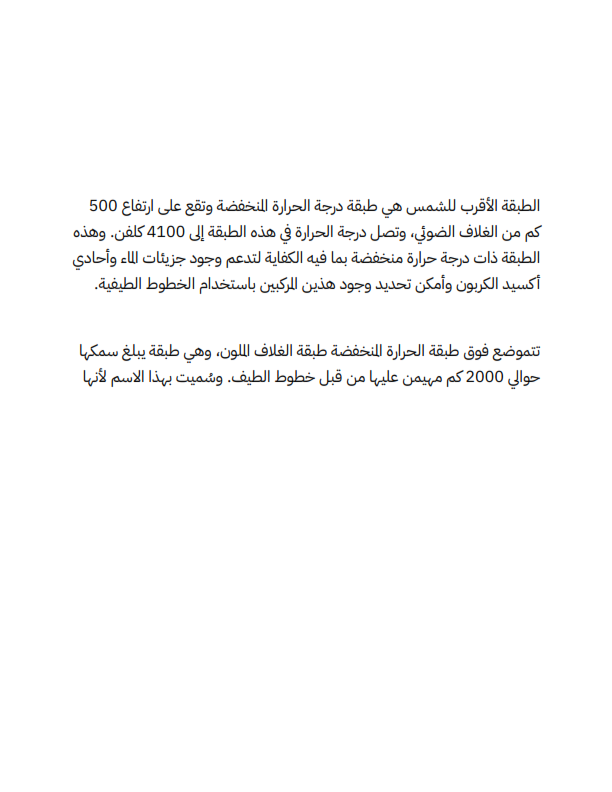 الطبقة الأقرب للشمس هي طبقة درجة الحرارة المنخفضة وتقع على ارتفاع 500
كم من الغلاف الضوئي، وتصل درجة الحرارة في هذه الطبقة إلى 4100 كلفن. وهذه
الطبقة ذات درجة حرارة منخفضة بما فيه الكفاية لتدعم وجود جزيئات الماء وأحادي
أكسيد الكربون وأمكن تحديد وجود هذين المركبين باستخدام الخطوط الطيفية.
تتموضع فوق طبقة الحرارة المنخفضة طبقة الغلاف الملون، وهي طبقة يبلغ سمكها
حوالي 2000 كم مهيمن عليها من قبل خطوط الطيف. وسُميت بهذا الاسم لأنها